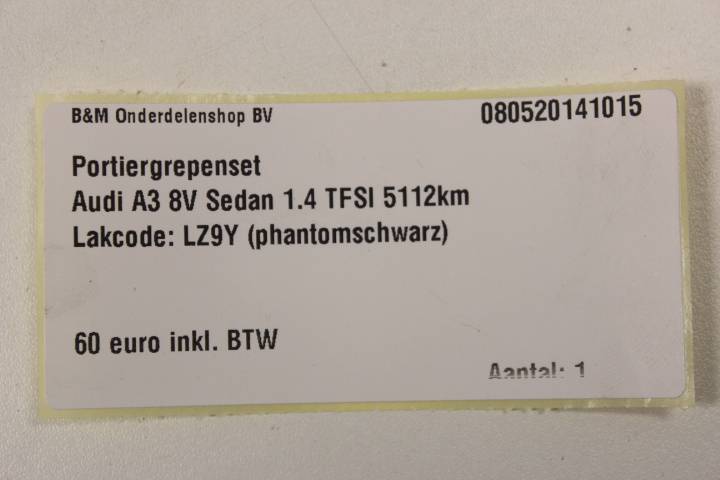 B&M Onderdelenshop BV
080520141015
Portiergrepenset
Audi A3 8V Sedan 1.4 TFSI 5112km
Lakcode: LZ9Y (phantomschwarz)
60 euro inkl. BTW
Aantal: 1